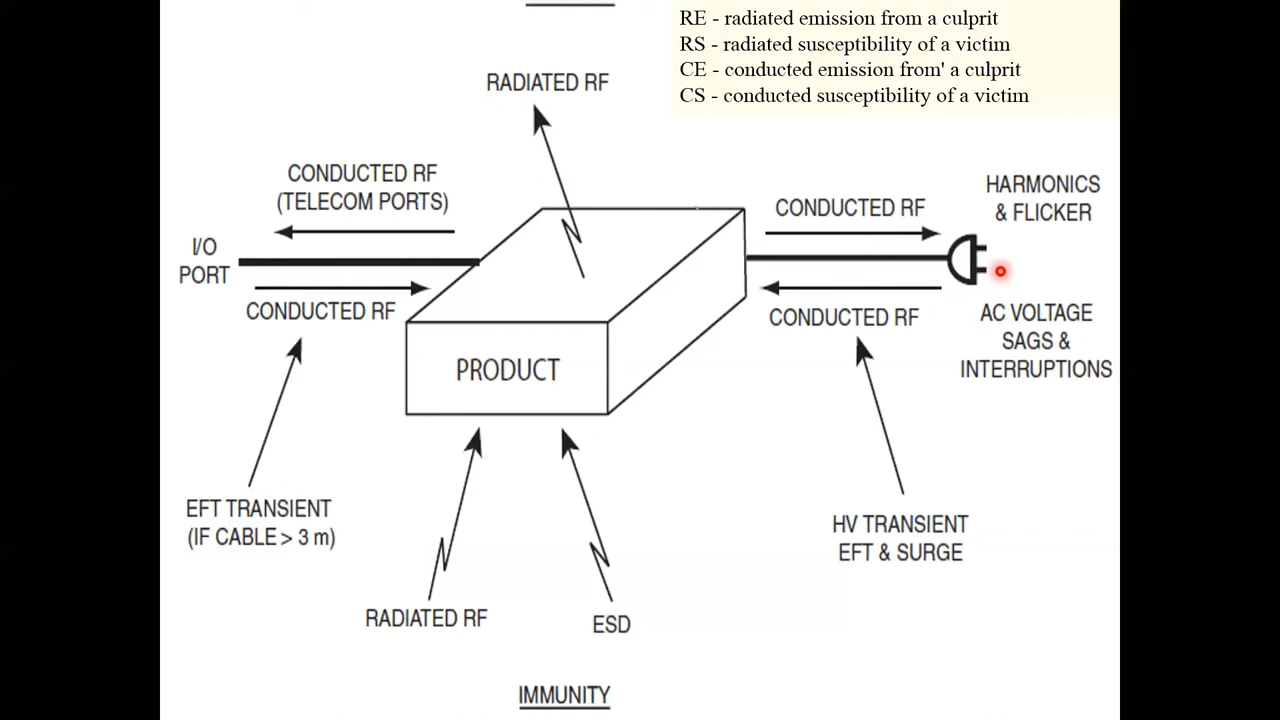 RE - radiated emission from a culprit
RS - radiated susceptibility of a victim
CE - conducted emission from' a culprit
CS - conducted susceptibility of a victim
RADIATED RF
CONDUCTED RF
(TELECOM PORTS)
CONDUCTED RF
HARMONICS
& FLICKER
I/O
PORT
CONDUCTED RF
CONDUCTED RF
AC VOLTAGE
SAGS &
INTERRUPTIONS
PRODUCT
EFT TRANSIENT
(IF CABLE > 3 m)
HV TRANSIENT
EFT & SURGE
RADIATED RF
ESD
IMMUNITY